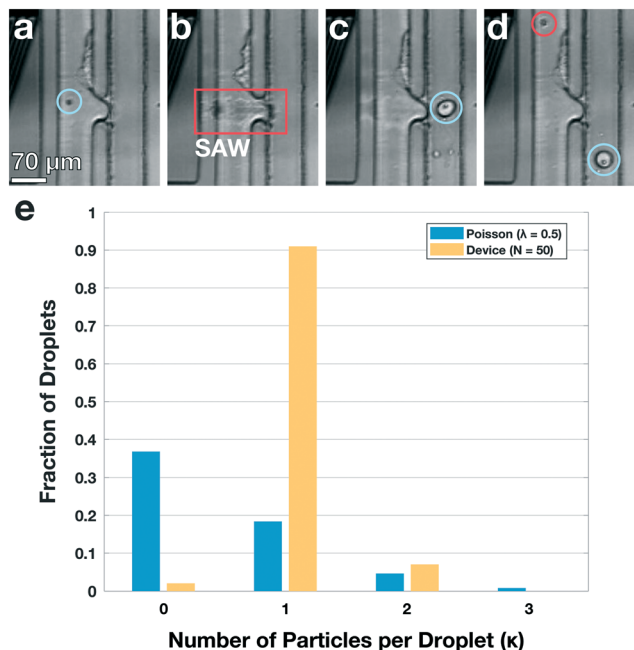 a b c d
SAW
70 µm
e
Poisson (λ = 0.5)
Device (N = 50)
Fraction of Droplets
1
0.9
0.8
0.7
0.6
0.5
0.4
0.3
0.2
0.1
0
0 1 2 3
Number of Particles per Droplet (κ)